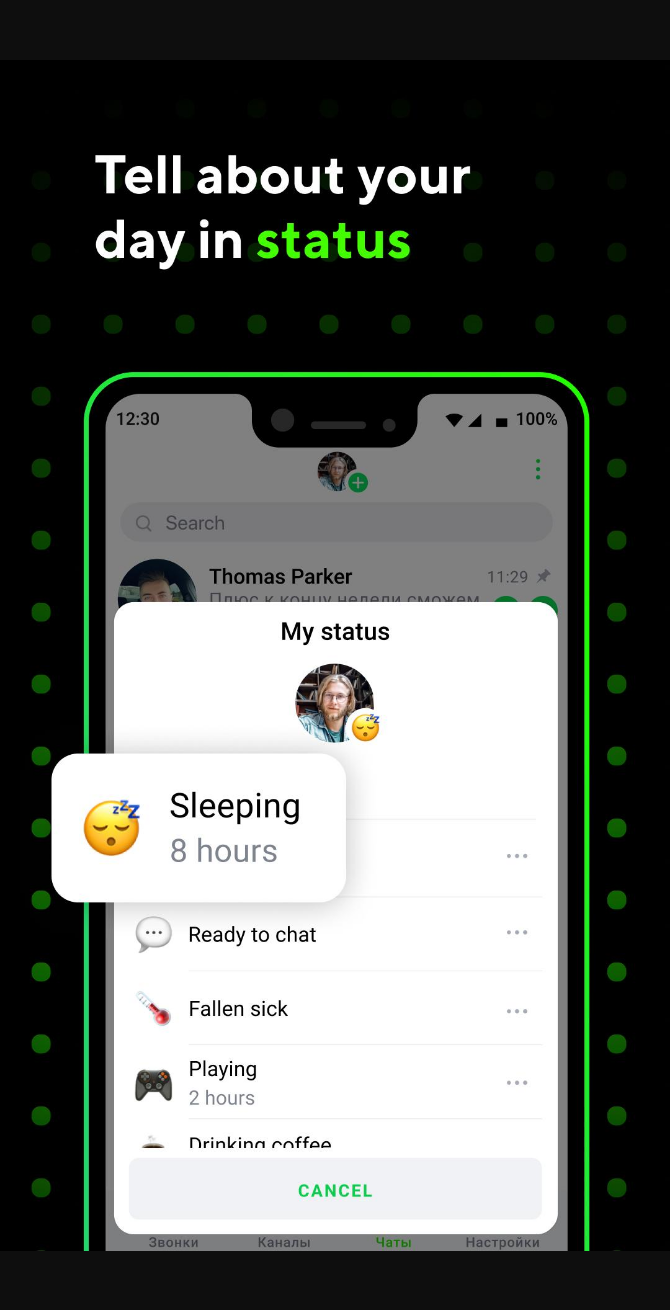 Tell about your
day in status
12:30
100%
Search
Thomas Parker
11:29
Плюс к концу недели сможем
My status
Sleeping
8 hours
Ready to chat
Fallen sick
Playing
2 hours
Drinking coffee
CANCEL
Звонки
Каналы
Чаты
Настройки